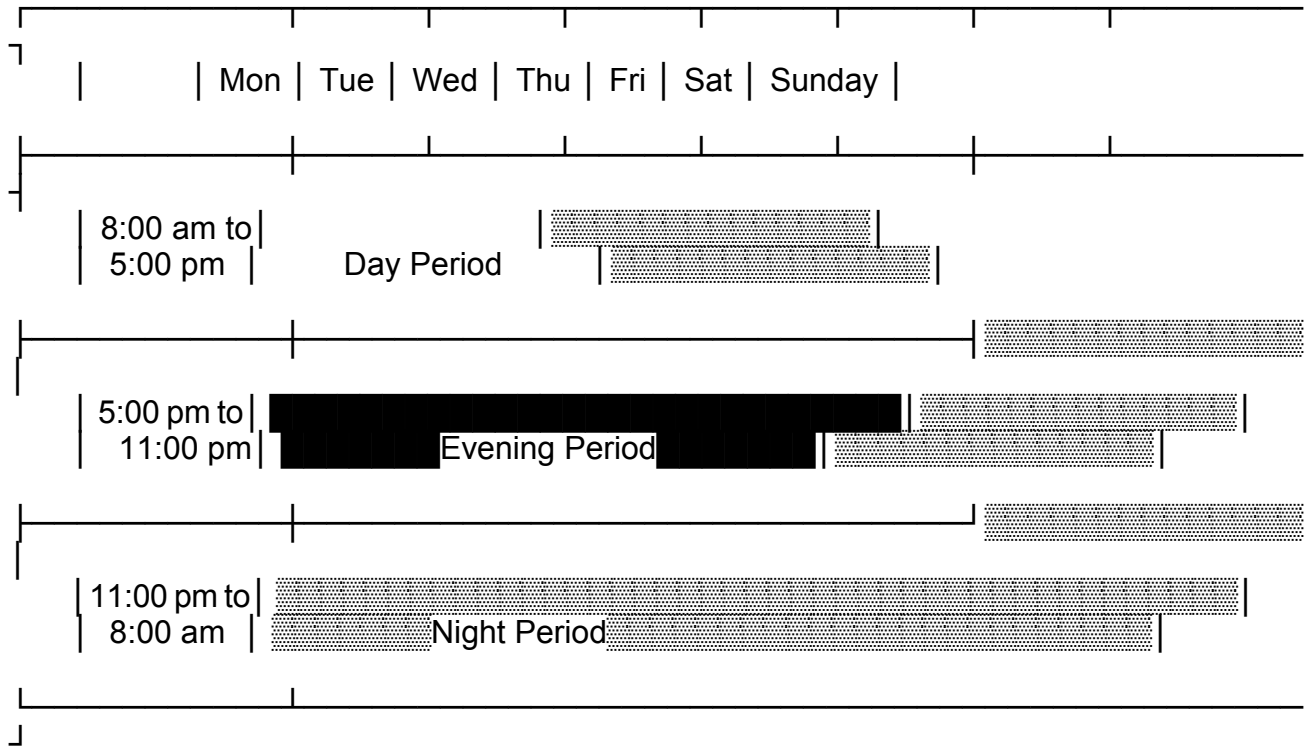 Mon Tue Wed Thu Fri Sat Sunday
8:00 am to
5:00 pm Day Period
5:00 pm to
11:00 pm Evening Period
11:00 pm to
8:00 am Night Period